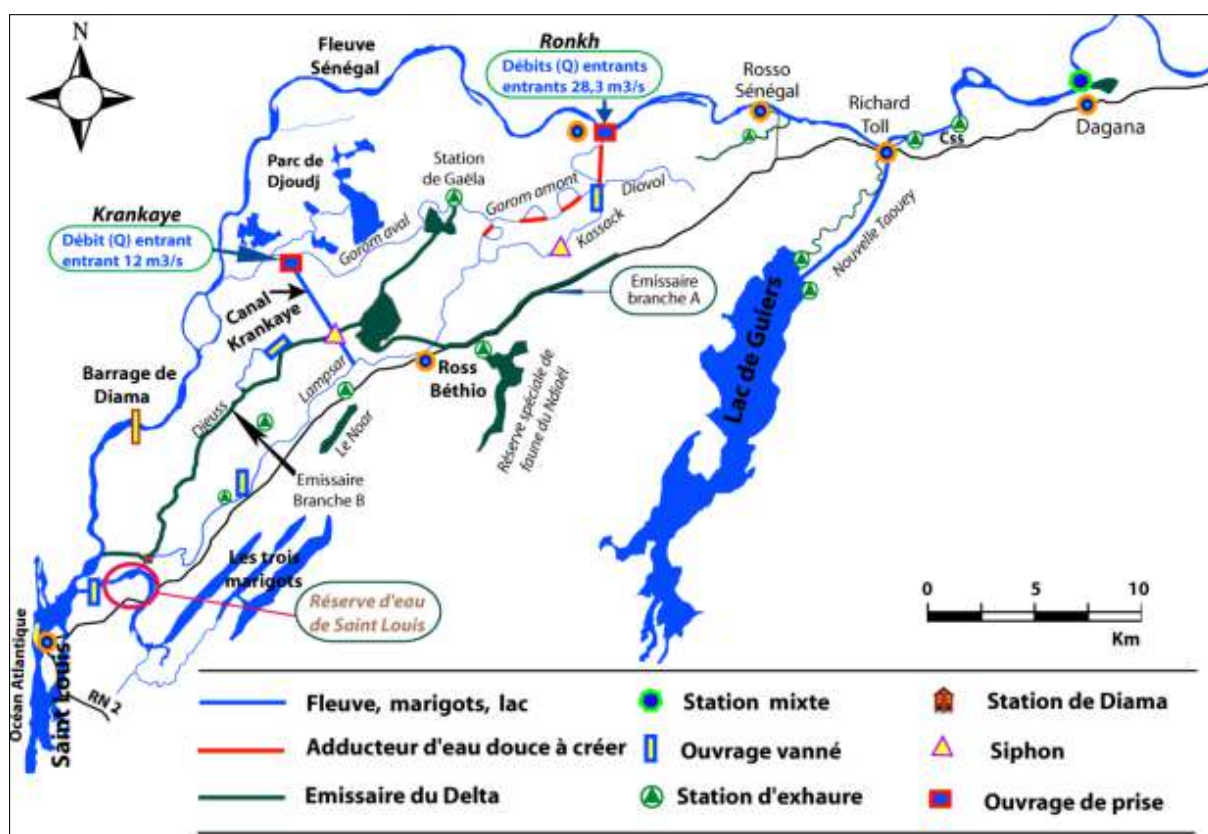 N
Fleuve
Sénégal
Ronkh
Débits (Q) entrants
entrants 28,3 m3/s
Rosso
Sénégal
Richard
Toll
Css
Dagana
Parc de
Djoudj
Station
de Gaëla
Garom amont
Diovol
Krankaye
Débit (Q) entrant
entrant 12 m3/s
Garom aval
Kassack
Nouvelle Taouey
Canal
Krankaye
Emissaire
branche A
Lac de Guiers
Barrage de
Diama
Lampsar
Ross
Béthio
Djeuss
Le Noar
Réserve spéciale de
faune du Ndiaël
Emissaire
Branche B
Les trois
marigots
Réserve d'eau
de Saint Louis
0 5 10
Km
Océan Atlantique
Saint Louis
RN 2
Fleuve, marigots, lac
Station mixte
Station de Diama
Adducteur d'eau douce à créer
Ouvrage vanné
Siphon
Emissaire du Delta
Station d'exhaure
Ouvrage de prise